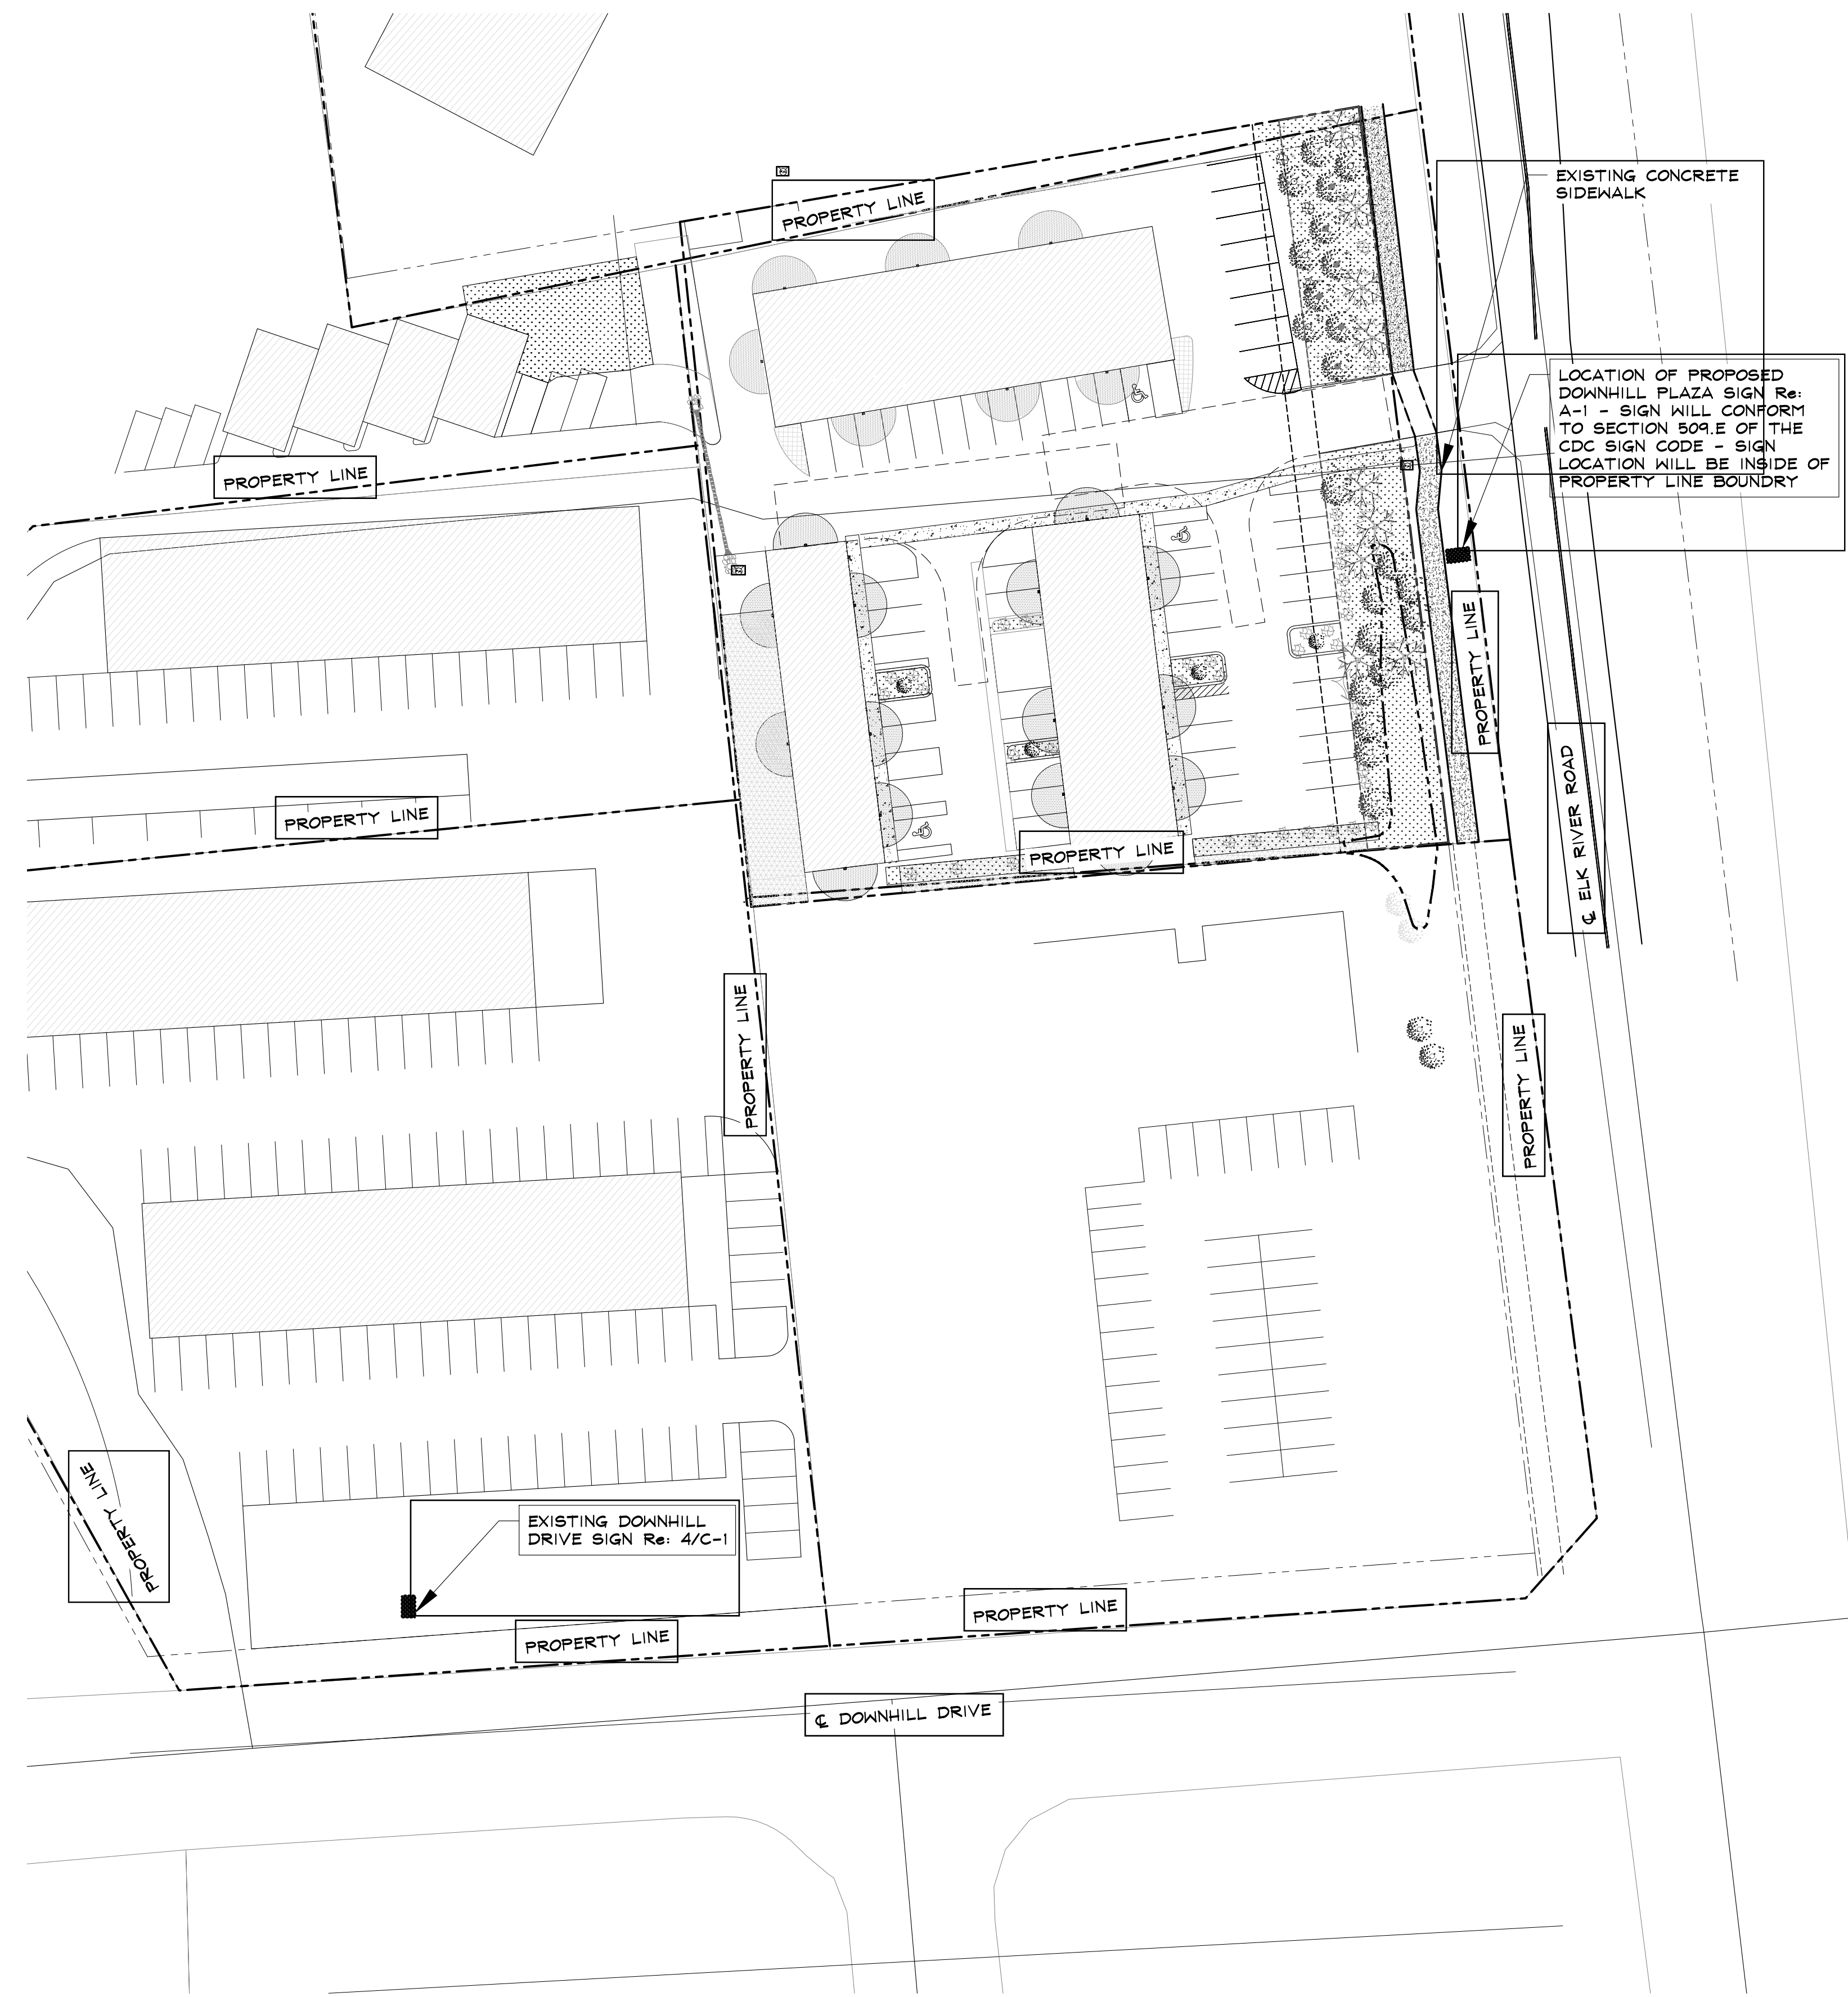 EXISTING CONCRETE
SIDEWALK
PROPERTY LINE
LOCATION OF PROPOSED
DOWNHILL PLAZA SIGN Re:
A-1 - SIGN WILL CONFORM
TO SECTION 509.E OF THE
CDC SIGN CODE - SIGN
LOCATION WILL BE INSIDE OF
PROPERTY LINE BOUNDRY
PROPERTY LINE
PROPERTY LINE
PROPERTY LINE
PROPERTY LINE
℄ ELK RIVER ROAD
PROPERTY LINE
PROPERTY LINE
PROPERTY LINE
EXISTING DOWNHILL
DRIVE SIGN Re: 4/C-1
PROPERTY LINE
PROPERTY LINE
PROPERTY LINE
℄ DOWNHILL DRIVE